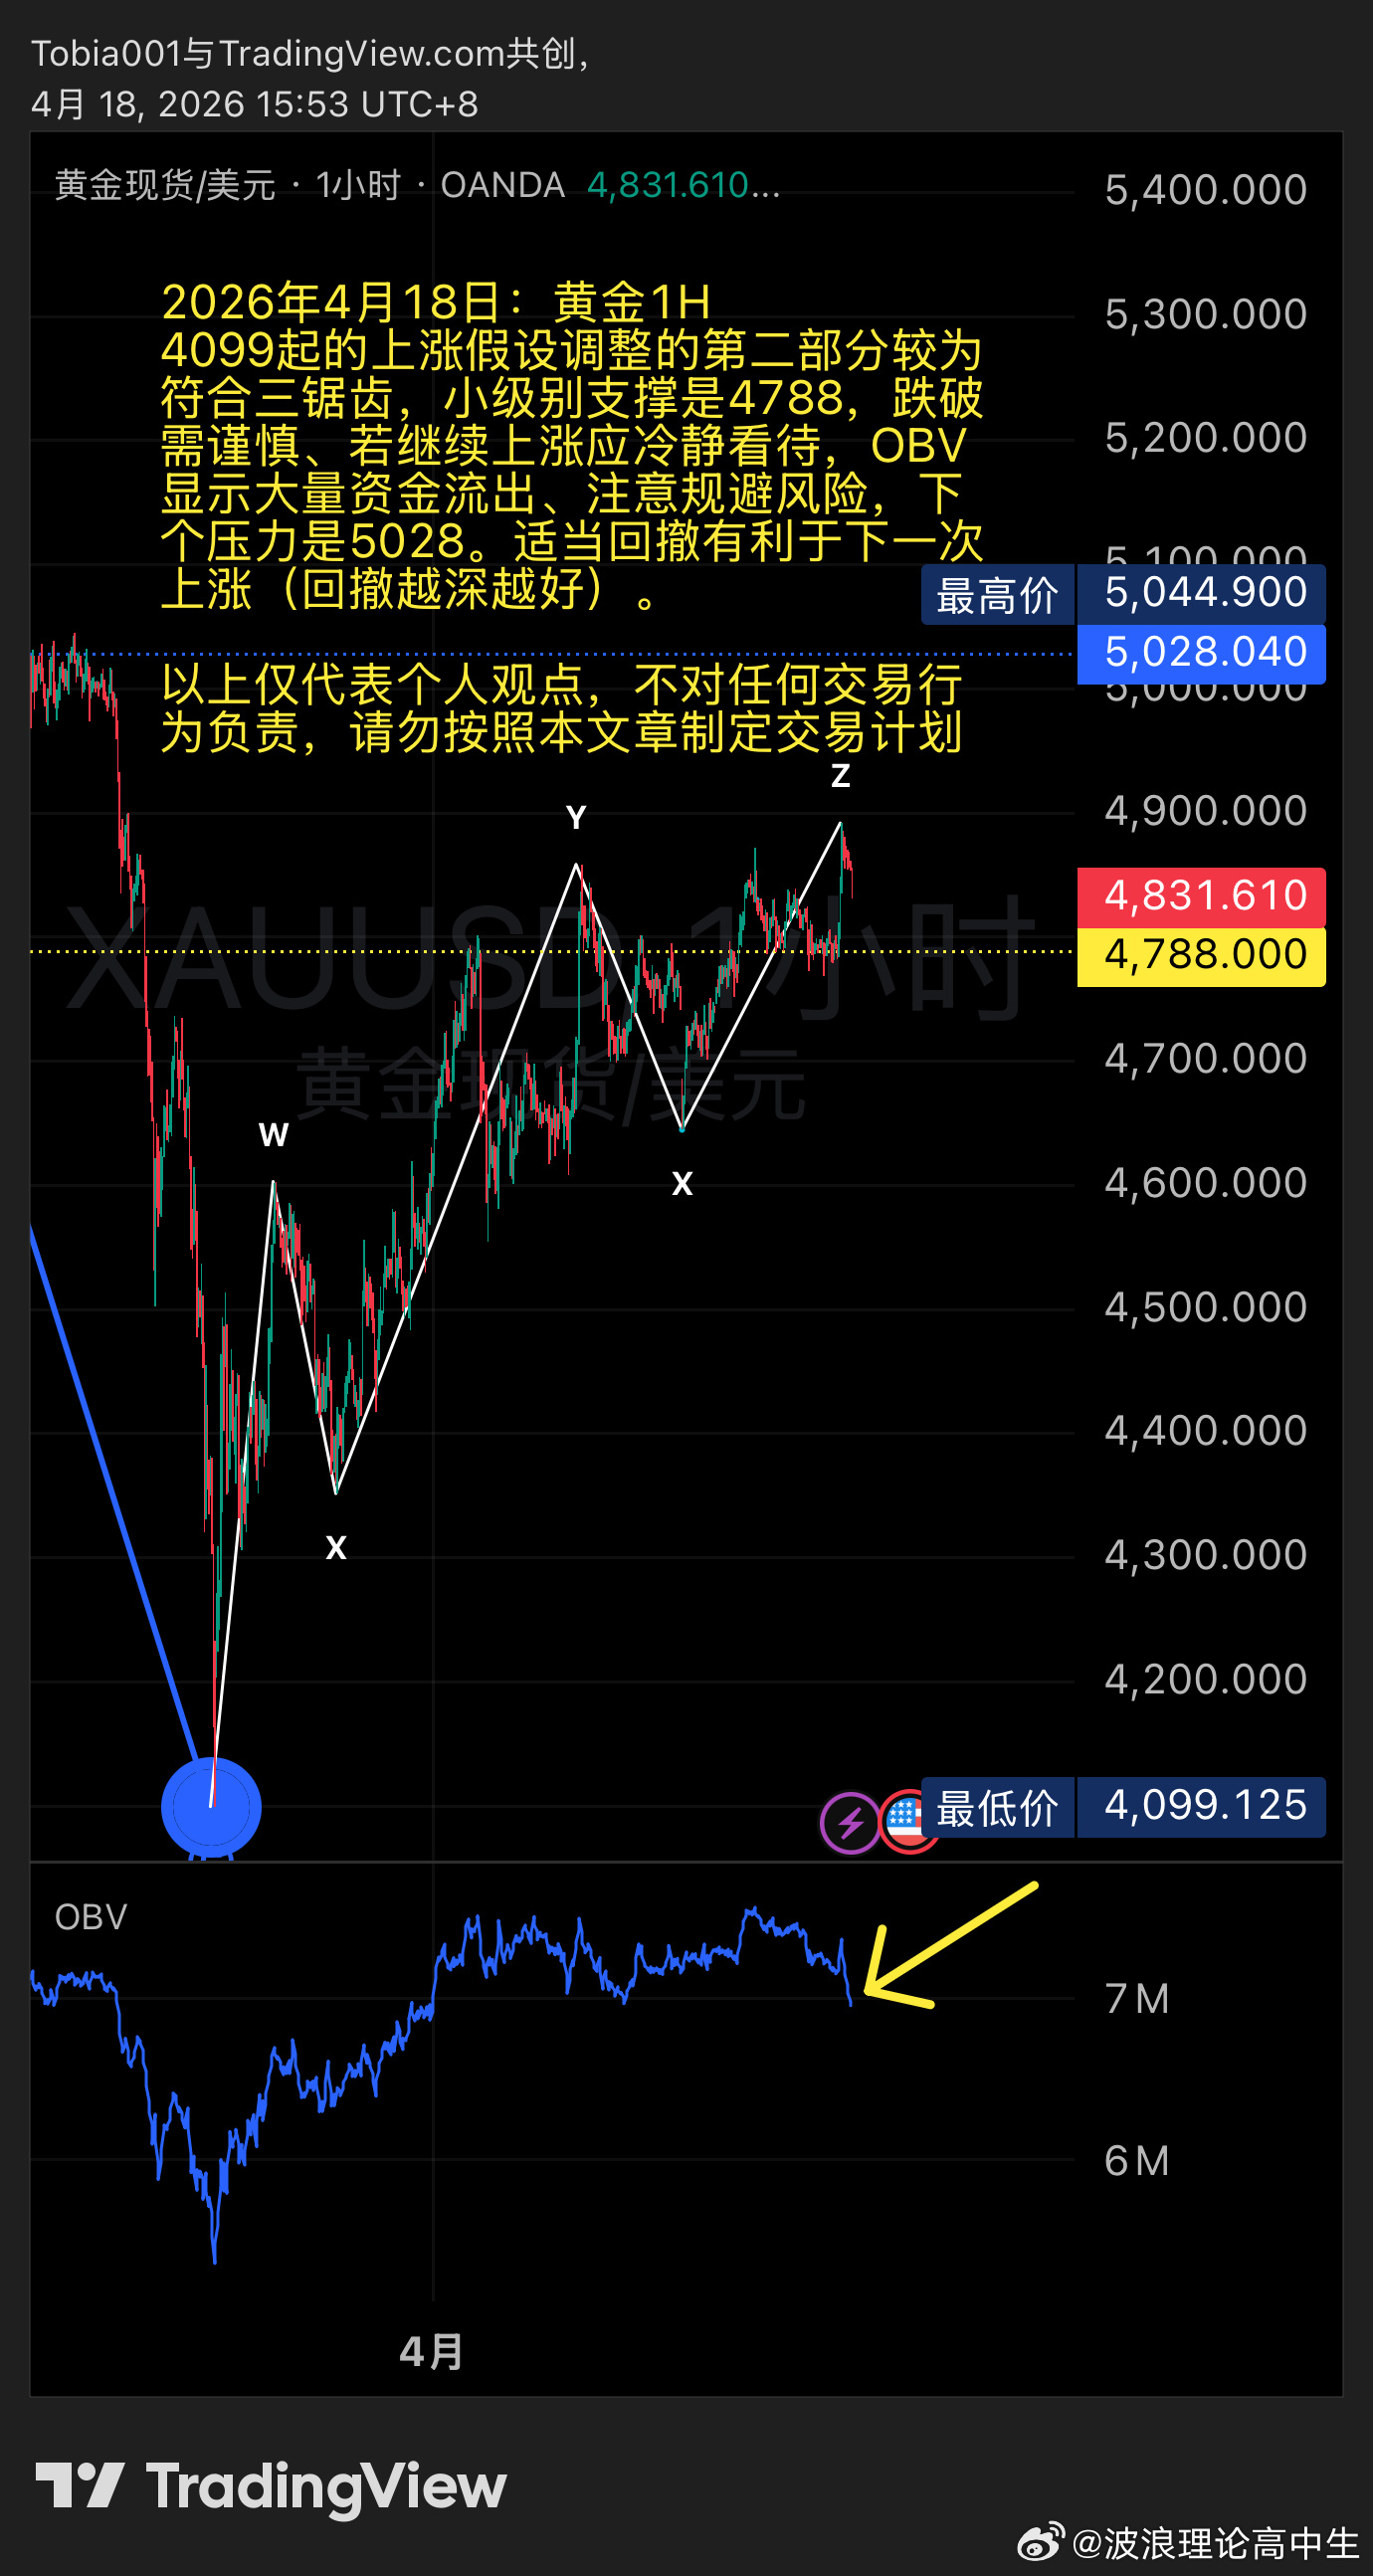 Tobia001与TradingView.com共创，
4月 18, 2026 15:53 UTC+8
黄金现货/美元 · 1小时 · OANDA 4,831.610...
2026年4月18日：黄金1H
4099起的上涨假设调整的第二部分较为
符合三锯齿，小级别支撑是4788，跌破
需谨慎、若继续上涨应冷静看待，OBV
显示大量资金流出、注意规避风险，下
个压力是5028。适当回撤有利于下一次
上涨（回撤越深越好）。
以上仅代表个人观点，不对任何交易行
为负责，请勿按照本文章制定交易计划
5,400.000
5,300.000
5,200.000
5,100.000
最高价 5,044.900
5,028.040
5,000.000
4,900.000
4,831.610
4,788.000
4,700.000
4,600.000
4,500.000
4,400.000
4,300.000
4,200.000
最低价 4,099.125
XAUUSD, 1小时
黄金现货/美元
Z
Y
W
X
X
OBV
7 M
6 M
4月
TradingView
@波浪理论高中生